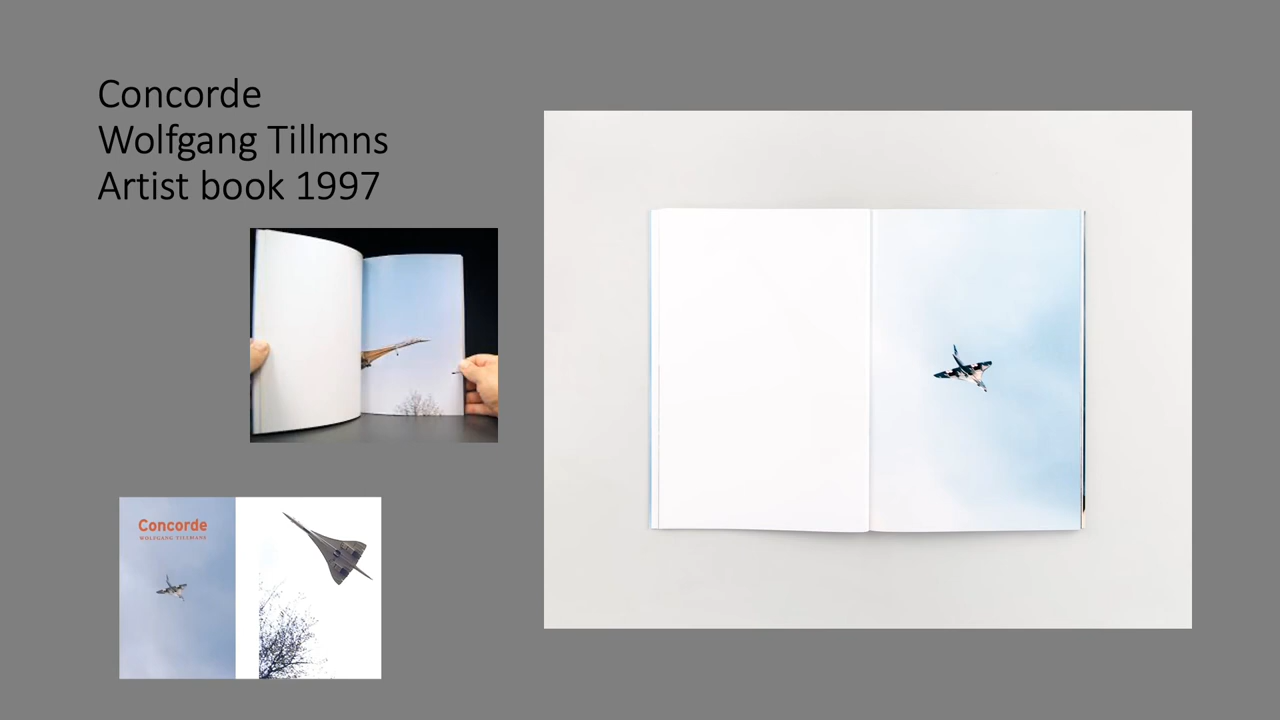 Concorde
Wolfgang Tillmns
Artist book 1997
Concorde
WOLFGANG TILLMANS